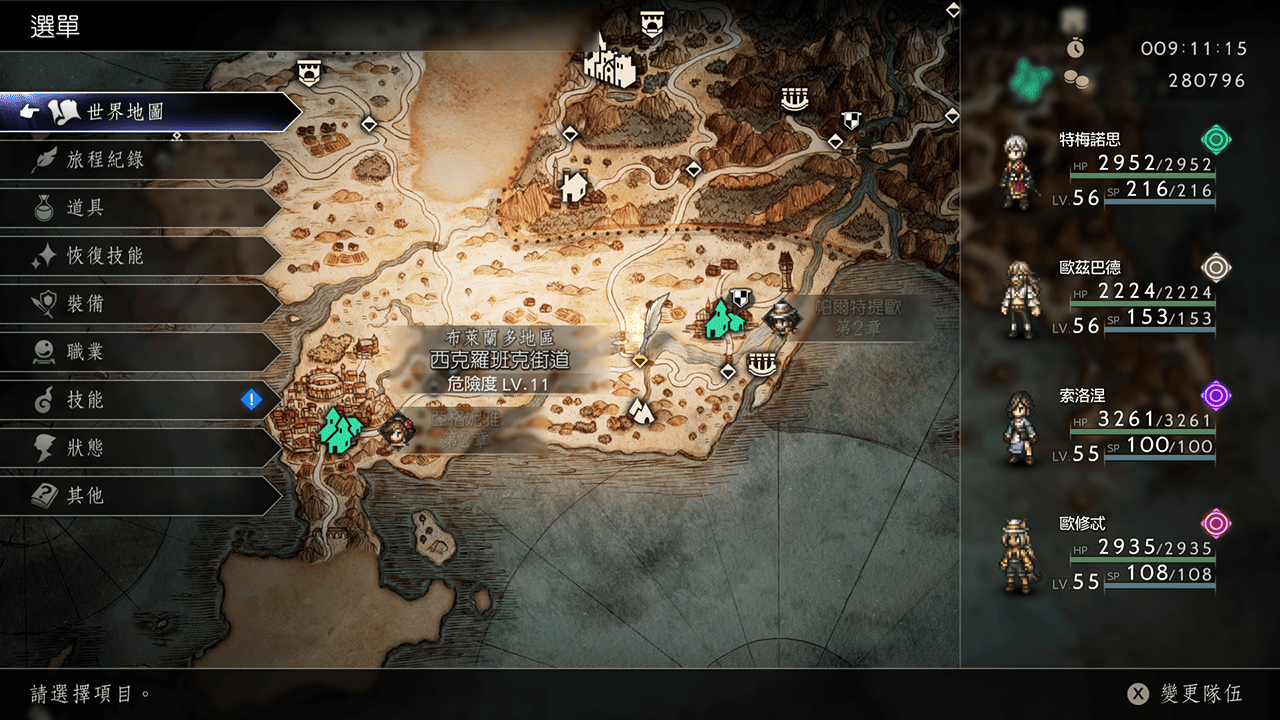 選單
世界地圖
旅程紀錄
道具
恢復技能
裝備
職業
技能
狀態
其他
布萊蘭多地區
西克羅班克街道
危險度 LV.11
帕爾特提歐
第2章
第2章
009:11:15
280796
特梅諾思
HP 2952/2952
LV.56 SP 216/216
歐茲巴德
HP 2224/2224
LV.56 SP 153/153
索洛涅
HP 3261/3261
LV.55 SP 100/100
歐修忒
HP 2935/2935
LV.55 SP 108/108
請選擇項目。
X 變更隊伍